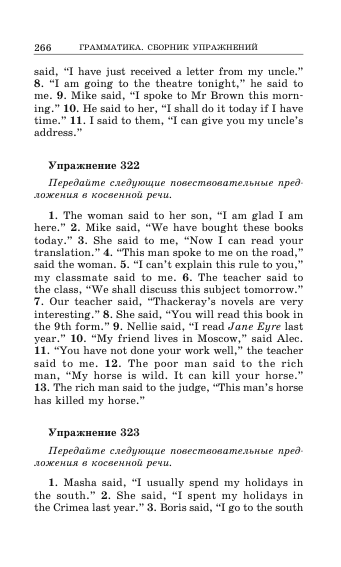 266 ГРАММАТИКА. СБОРНИК УПРАЖНЕНИЙ
said, “I have just received a letter from my uncle.”
8. “I am going to the theatre tonight,” he said to
me. 9. Mike said, “I spoke to Mr Brown this morn-
ing.” 10. He said to her, “I shall do it today if I have
time.” 11. I said to them, “I can give you my uncle’s
address.”
Упражнение 322
Передайте следующие повествовательные пред-
ложения в косвенной речи.
1. The woman said to her son, “I am glad I am
here.” 2. Mike said, “We have bought these books
today.” 3. She said to me, “Now I can read your
translation.” 4. “This man spoke to me on the road,”
said the woman. 5. “I can’t explain this rule to you,”
my classmate said to me. 6. The teacher said to
the class, “We shall discuss this subject tomorrow.”
7. Our teacher said, “Thackeray’s novels are very
interesting.” 8. She said, “You will read this book in
the 9th form.” 9. Nellie said, “I read Jane Eyre last
year.” 10. “My friend lives in Moscow,” said Alec.
11. “You have not done your work well,” the teacher
said to me. 12. The poor man said to the rich
man, “My horse is wild. It can kill your horse.”
13. The rich man said to the judge, “This man’s horse
has killed my horse.”
Упражнение 323
Передайте следующие повествовательные пред-
ложения в косвенной речи.
1. Masha said, “I usually spend my holidays in
the south.” 2. She said, “I spent my holidays in
the Crimea last year.” 3. Boris said, “I go to the south